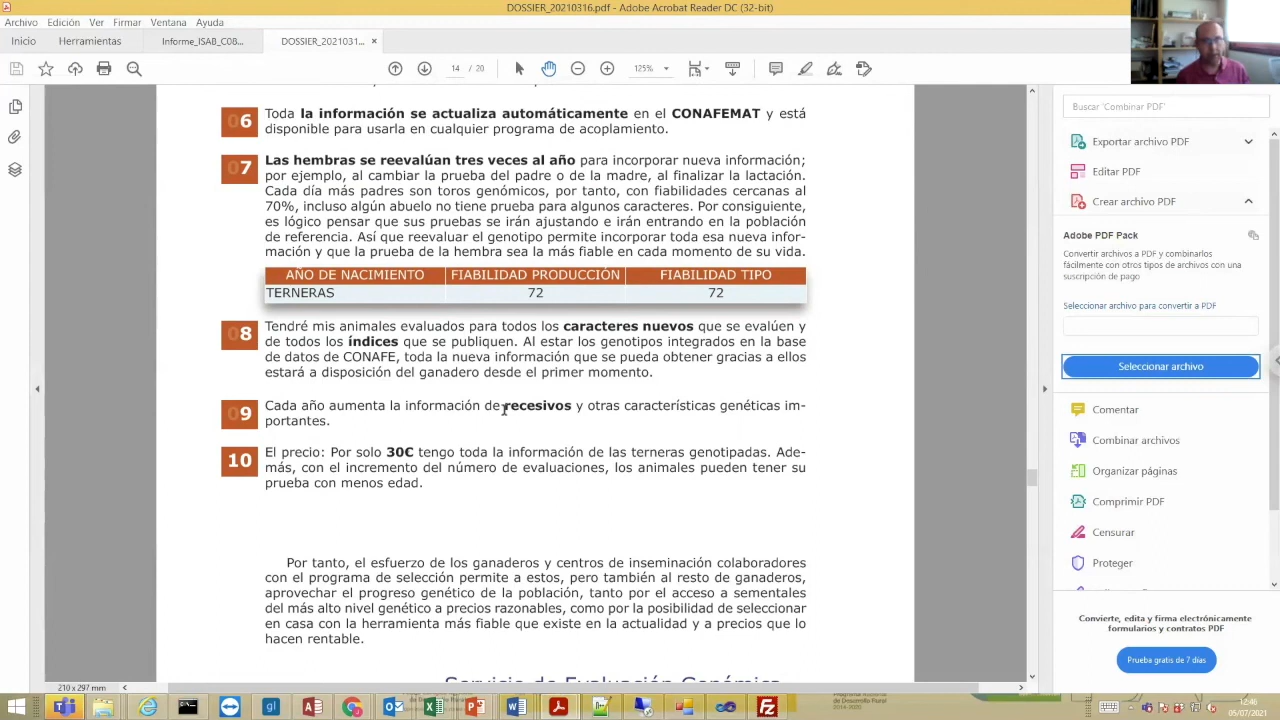 DOSSIER_20210316.pdf - Adobe Acrobat Reader DC (32-bit)
Archivo Edición Ver Firmar Ventana Ayuda
Inicio Herramientas Informe_ISAB_C08... DOSSIER_2021031... ×
14 / 20 125%
06 Toda la información se actualiza automáticamente en el CONAFEMAT y está
disponible para usarla en cualquier programa de acoplamiento.
07 Las hembras se reevalúan tres veces al año para incorporar nueva información;
por ejemplo, al cambiar la prueba del padre o de la madre, al finalizar la lactación.
Cada día más padres son toros genómicos, por tanto, con fiabilidades cercanas al
70%, incluso algún abuelo no tiene prueba para algunos caracteres. Por consiguiente,
es lógico pensar que sus pruebas se irán ajustando e irán entrando en la población
de referencia. Así que reevaluar el genotipo permite incorporar toda esa nueva infor-
mación y que la prueba de la hembra sea la más fiable en cada momento de su vida.
AÑO DE NACIMIENTO FIABILIDAD PRODUCCIÓN FIABILIDAD TIPO
TERNERAS 72 72
08 Tendré mis animales evaluados para todos los caracteres nuevos que se evalúen y
de todos los índices que se publiquen. Al estar los genotipos integrados en la base
de datos de CONAFE, toda la nueva información que se pueda obtener gracias a ellos
estará a disposición del ganadero desde el primer momento.
09 Cada año aumenta la información de recesivos y otras características genéticas im-
portantes.
10 El precio: Por solo 30€ tengo toda la información de las terneras genotipadas. Ade-
más, con el incremento del número de evaluaciones, los animales pueden tener su
prueba con menos edad.
Por tanto, el esfuerzo de los ganaderos y centros de inseminación colaboradores
con el programa de selección permite a estos, pero también al resto de ganaderos,
aprovechar el progreso genético de la población, tanto por el acceso a sementales
del más alto nivel genético a precios razonables, como por la posibilidad de seleccionar
en casa con la herramienta más fiable que existe en la actualidad y a precios que lo
hacen rentable.
Servicio de Evaluación Genómica
210 x 297 mm
Buscar 'Combinar PDF'
Exportar archivo PDF
Editar PDF
Crear archivo PDF
Adobe PDF Pack
Convertir archivos a PDF y combinarlos
fácilmente con otros tipos de archivos con una
suscripción de pago
Seleccionar archivo para convertir a PDF
Seleccionar archivo
Comentar
Combinar archivos
Organizar páginas
Comprimir PDF
Censurar
Proteger
Convierte, edita y firma electrónicamente
formularios y contratos PDF
Prueba gratis de 7 días
12:46
05/07/2021